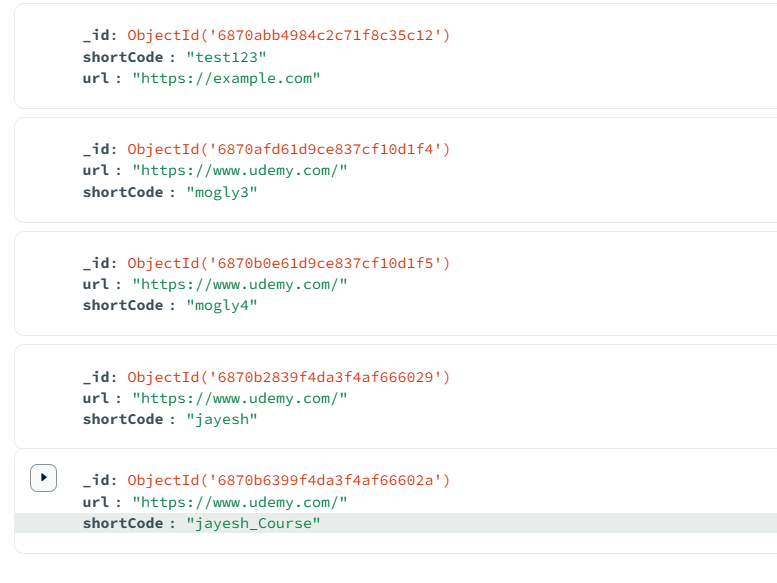 _id: ObjectId('6870abb4984c2c71f8c35c12')
shortCode : "test123"
url : "https://example.com"
_id: ObjectId('6870afd61d9ce837cf10d1f4')
url : "https://www.udemy.com/"
shortCode : "mogly3"
_id: ObjectId('6870b0e61d9ce837cf10d1f5')
url : "https://www.udemy.com/"
shortCode : "mogly4"
_id: ObjectId('6870b2839f4da3f4af666029')
url : "https://www.udemy.com/"
shortCode : "jayesh"
_id: ObjectId('6870b6399f4da3f4af66602a')
url : "https://www.udemy.com/"
shortCode : "jayesh_Course"